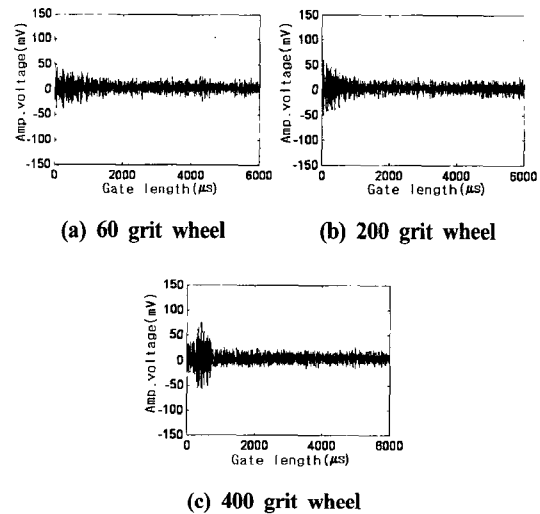 150
100
50
0
-50
-100
-150
Amp.voltage(mV)
0 2000 4000 6000
Gate length(μs)
(a) 60 grit wheel
150
100
50
0
-50
-100
-150
Amp.voltage(mV)
0 2000 4000 6000
Gate length(μs)
(b) 200 grit wheel
150
100
50
0
-50
-100
-150
Amp.voltage(mV)
0 2000 4000 6000
Gate length(μs)
(c) 400 grit wheel